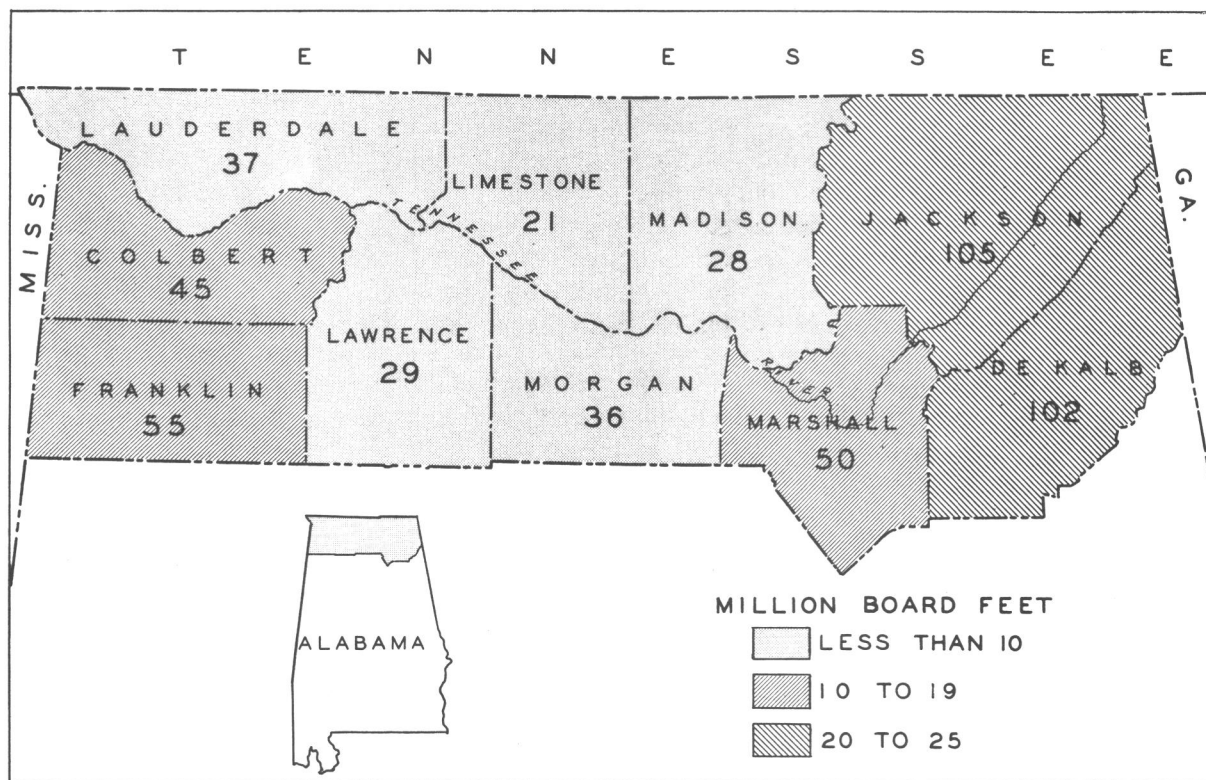 TENNESSEE
LAUDERDALE
37
LIMESTONE
21
MADISON
28
JACKSON
105
TENNESSEE
RIVER
MISS.
GA.
COLBERT
45
LAWRENCE
29
FRANKLIN
55
MORGAN
36
MARSHALL
50
DE KALB
102
ALABAMA
MILLION BOARD FEET
LESS THAN 10
10 TO 19
20 TO 25